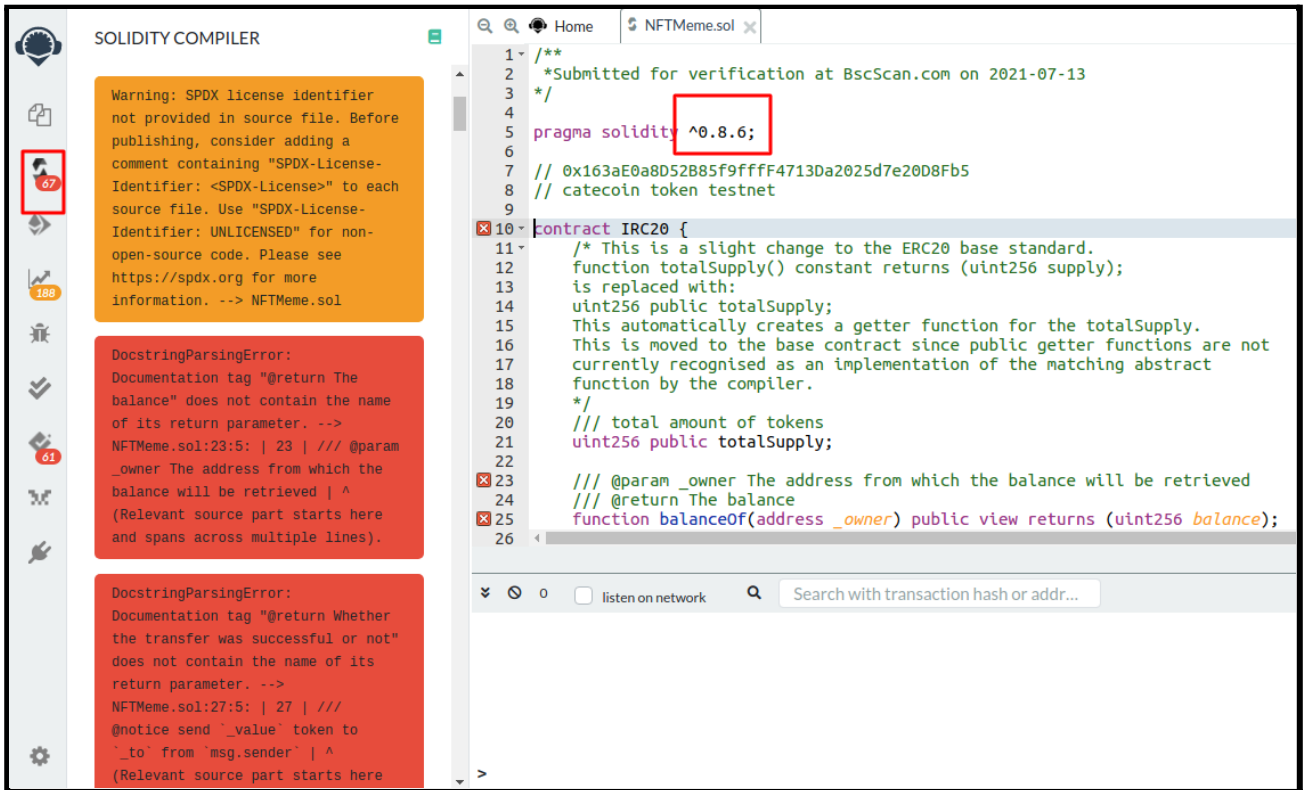 SOLIDITY COMPILER
Warning: SPDX license identifier
not provided in source file. Before
publishing, consider adding a
comment containing "SPDX-License-
Identifier: <SPDX-License>" to each
source file. Use "SPDX-License-
Identifier: UNLICENSED" for non-
open-source code. Please see
https://spdx.org for more
information. --> NFTMeme.sol
DocstringParsingError:
Documentation tag "@return The
balance" does not contain the name
of its return parameter. -->
NFTMeme.sol:23:5: | 23 | /// @param
_owner The address from which the
balance will be retrieved | ^
(Relevant source part starts here
and spans across multiple lines).
DocstringParsingError:
Documentation tag "@return Whether
the transfer was successful or not"
does not contain the name of its
return parameter. -->
NFTMeme.sol:27:5: | 27 | ///
@notice send `_value` token to
`_to` from `msg.sender` | ^
(Relevant source part starts here
67
188
61
Home
NFTMeme.sol
1 /**
2 *Submitted for verification at BscScan.com on 2021-07-13
3 */
4
5 pragma solidity ^0.8.6;
6
7 // 0x163aE0a8D52B85f9fffF4713Da2025d7e20D8Fb5
8 // catecoin token testnet
9
10 contract IRC20 {
11 /* This is a slight change to the ERC20 base standard.
12 function totalSupply() constant returns (uint256 supply);
13 is replaced with:
14 uint256 public totalSupply;
15 This automatically creates a getter function for the totalSupply.
16 This is moved to the base contract since public getter functions are not
17 currently recognised as an implementation of the matching abstract
18 function by the compiler.
19 */
20 /// total amount of tokens
21 uint256 public totalSupply;
22
23 /// @param _owner The address from which the balance will be retrieved
24 /// @return The balance
25 function balanceOf(address _owner) public view returns (uint256 balance);
26
0 listen on network Search with transaction hash or addr...
>